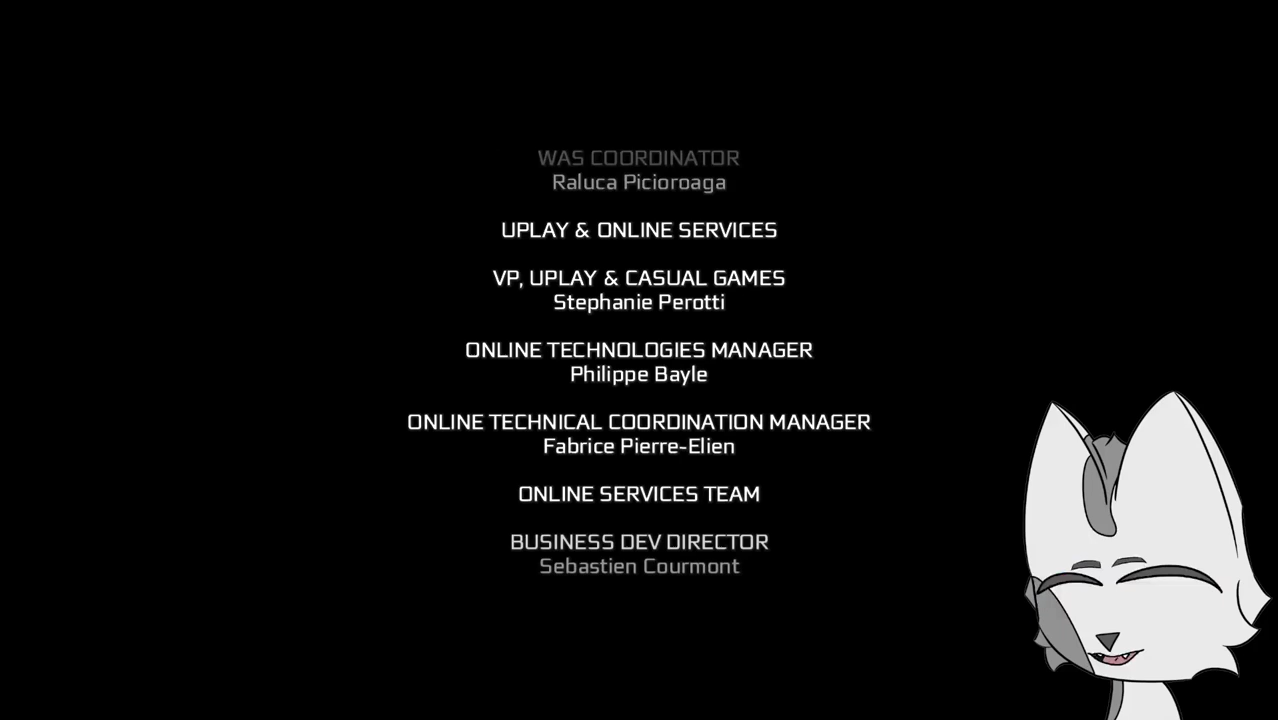 WAS COORDINATOR
Raluca Picioroaga
UPLAY & ONLINE SERVICES
VP, UPLAY & CASUAL GAMES
Stephanie Perotti
ONLINE TECHNOLOGIES MANAGER
Philippe Bayle
ONLINE TECHNICAL COORDINATION MANAGER
Fabrice Pierre-Elien
ONLINE SERVICES TEAM
BUSINESS DEV DIRECTOR
Sebastien Courmont